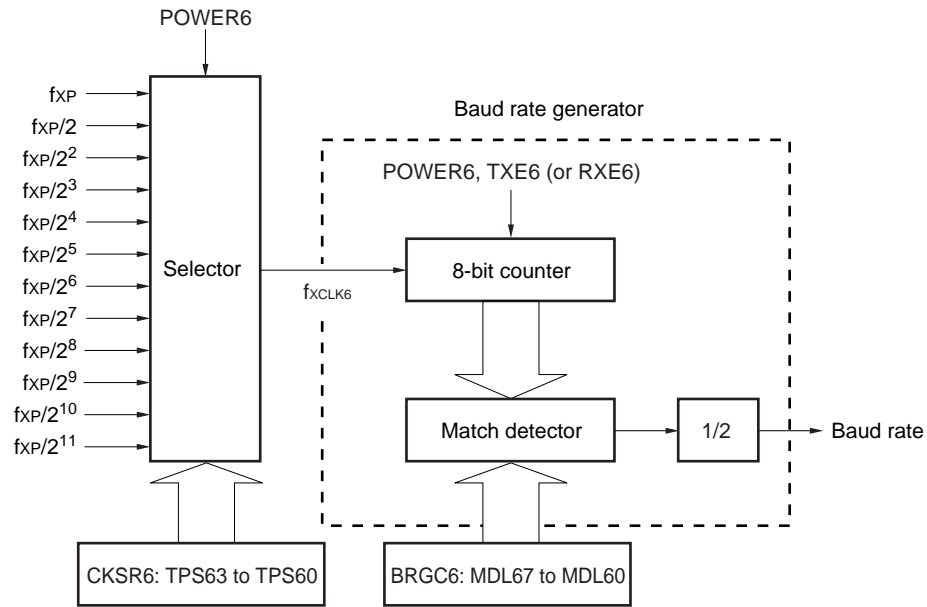 POWER6
fXP
fXP/2
fXP/2²
fXP/2³
fXP/2⁴
fXP/2⁵
fXP/2⁶
fXP/2⁷
fXP/2⁸
fXP/2⁹
fXP/2¹⁰
fXP/2¹¹
Selector
CKSR6: TPS63 to TPS60
fXCLK6
Baud rate generator
POWER6, TXE6 (or RXE6)
8-bit counter
Match detector
1/2
Baud rate
BRGC6: MDL67 to MDL60